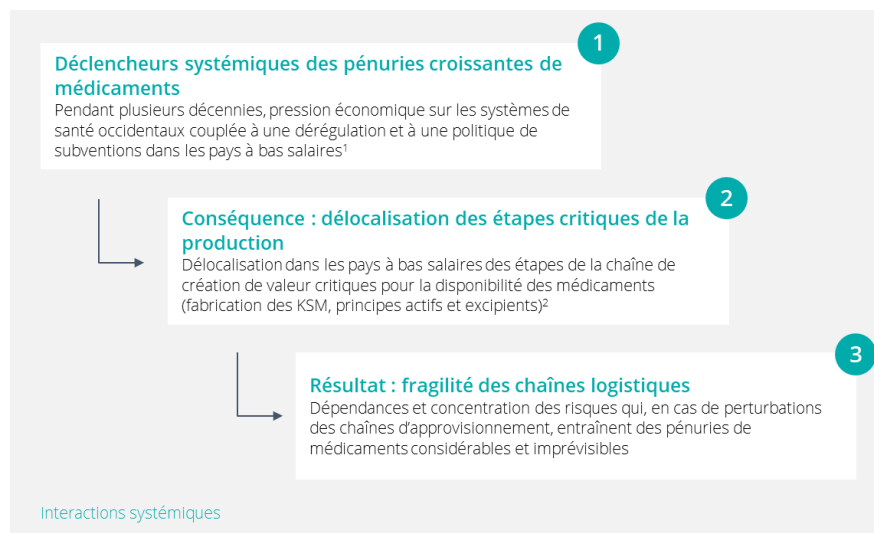 1
Déclencheurs systémiques des pénuries croissantes de
médicaments
Pendant plusieurs décennies, pression économique sur les systèmes de
santé occidentaux couplée à une dérégulation et à une politique de
subventions dans les pays à bas salaires¹
2
Conséquence : délocalisation des étapes critiques de la
production
Délocalisation dans les pays à bas salaires des étapes de la chaîne de
création de valeur critiques pour la disponibilité des médicaments
(fabrication des KSM, principes actifs et excipients)²
3
Résultat : fragilité des chaînes logistiques
Dépendances et concentration des risques qui, en cas de perturbations
des chaînes d’approvisionnement, entraînent des pénuries de
médicaments considérables et imprévisibles
Interactions systémiques